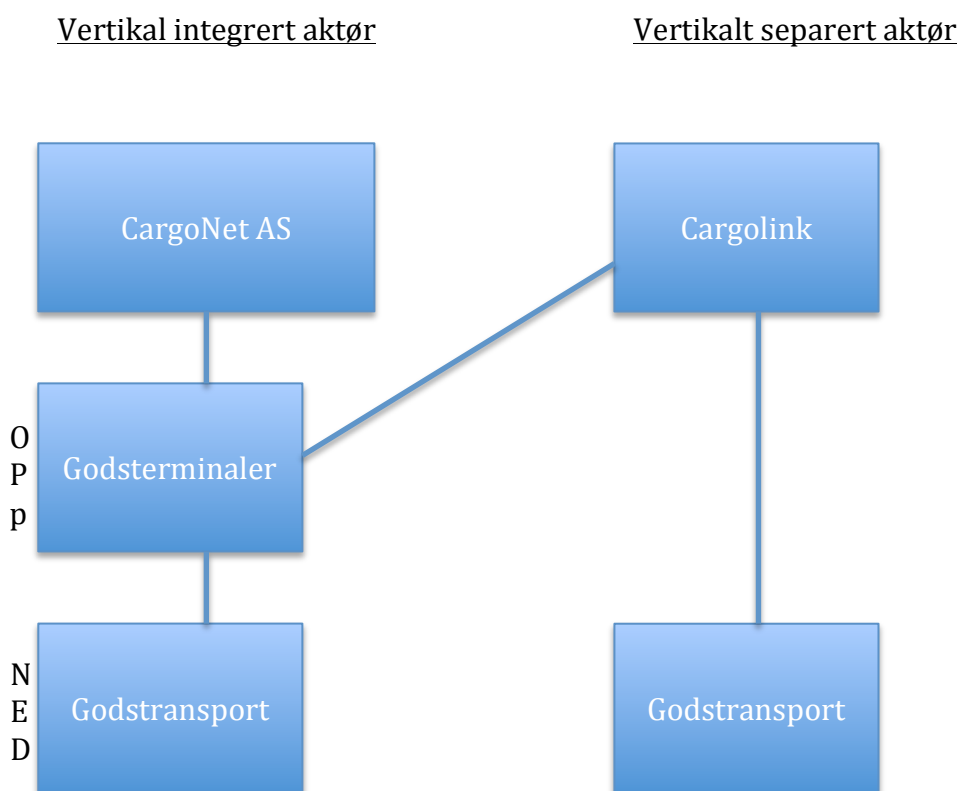 Vertikal integrert aktør
Vertikalt separert aktør
CargoNet AS
Cargolink
O
P
p
Godsterminaler
N
E
D
Godstransport
Godstransport